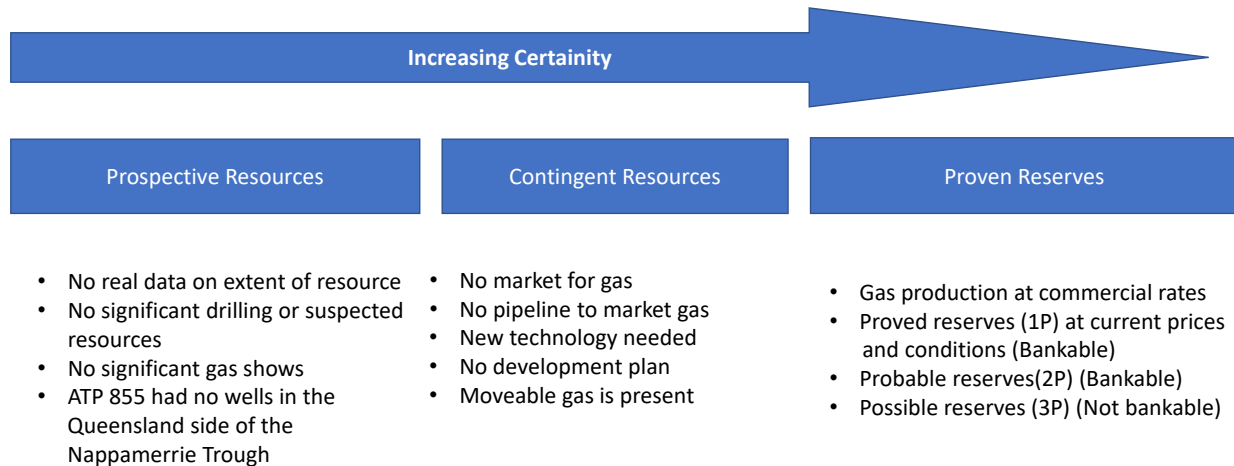 Increasing Certainity
Prospective Resources
Contingent Resources
Proven Reserves
• No real data on extent of resource
• No significant drilling or suspected
resources
• No significant gas shows
• ATP 855 had no wells in the
Queensland side of the
Nappamerrie Trough
• No market for gas
• No pipeline to market gas
• New technology needed
• No development plan
• Moveable gas is present
• Gas production at commercial rates
• Proved reserves (1P) at current prices
and conditions (Bankable)
• Probable reserves(2P) (Bankable)
• Possible reserves (3P) (Not bankable)